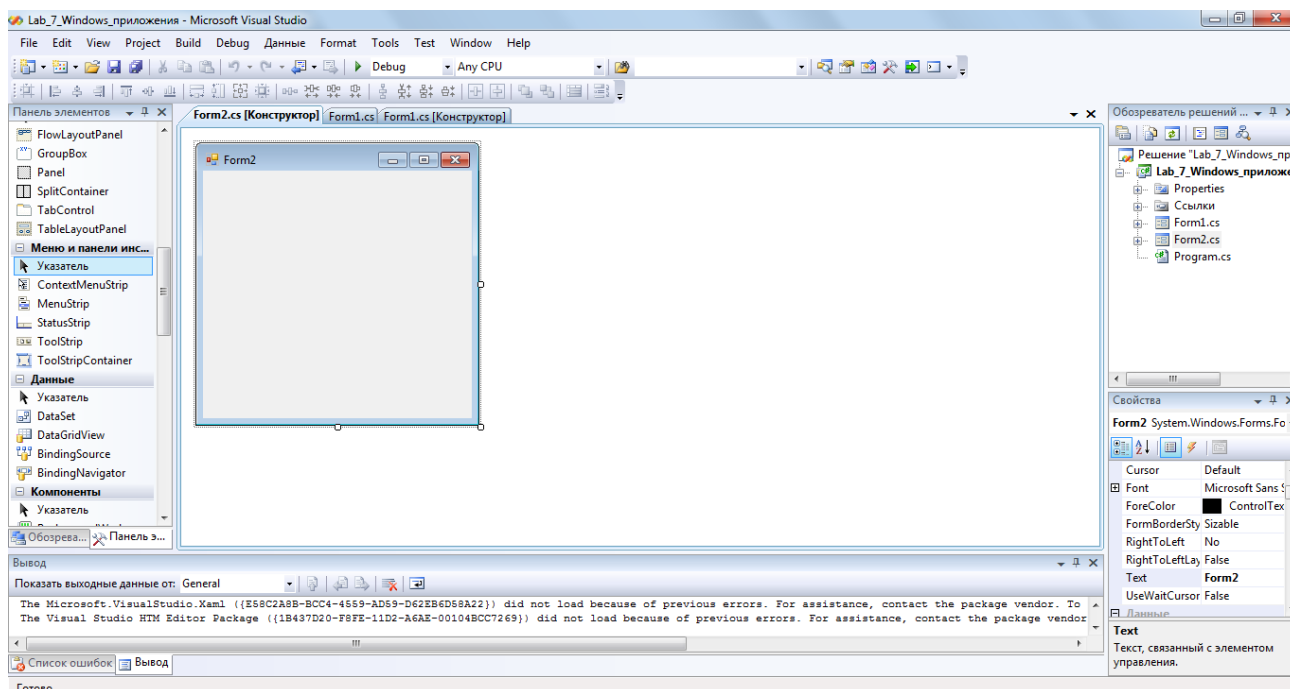 Lab_7_Windows_приложения - Microsoft Visual Studio
File Edit View Project Build Debug Данные Format Tools Test Window Help
Debug Any CPU
Панель элементов
FlowLayoutPanel
GroupBox
Panel
SplitContainer
TabControl
TableLayoutPanel
Меню и панели инс...
Указатель
ContextMenuStrip
MenuStrip
StatusStrip
ToolStrip
ToolStripContainer
Данные
Указатель
DataSet
DataGridView
BindingSource
BindingNavigator
Компоненты
Указатель
Обозрева... Панель э...
Form2.cs [Конструктор] Form1.cs Form1.cs [Конструктор]
Form2
Обозреватель решений ...
Решение "Lab_7_Windows_пр
Lab_7_Windows_прилож
Properties
Ссылки
Form1.cs
Form2.cs
Program.cs
Свойства
Form2 System.Windows.Forms.Fo
Cursor Default
Font Microsoft Sans S
ForeColor ControlTex
FormBorderSty Sizable
RightToLeft No
RightToLeftLay False
Text Form2
UseWaitCursor False
Данные
Text
Текст, связанный с элементом
управления.
Вывод
Показать выходные данные от: General
The Microsoft.VisualStudio.Xaml ({E58C2A8B-BCC4-4559-AD59-D62EB6D58A22}) did not load because of previous errors. For assistance, contact the package vendor. To
The Visual Studio HTM Editor Package ({1B437D20-F8FE-11D2-A6AE-00104BCC7269}) did not load because of previous errors. For assistance, contact the package vendor
Список ошибок Вывод
Готово